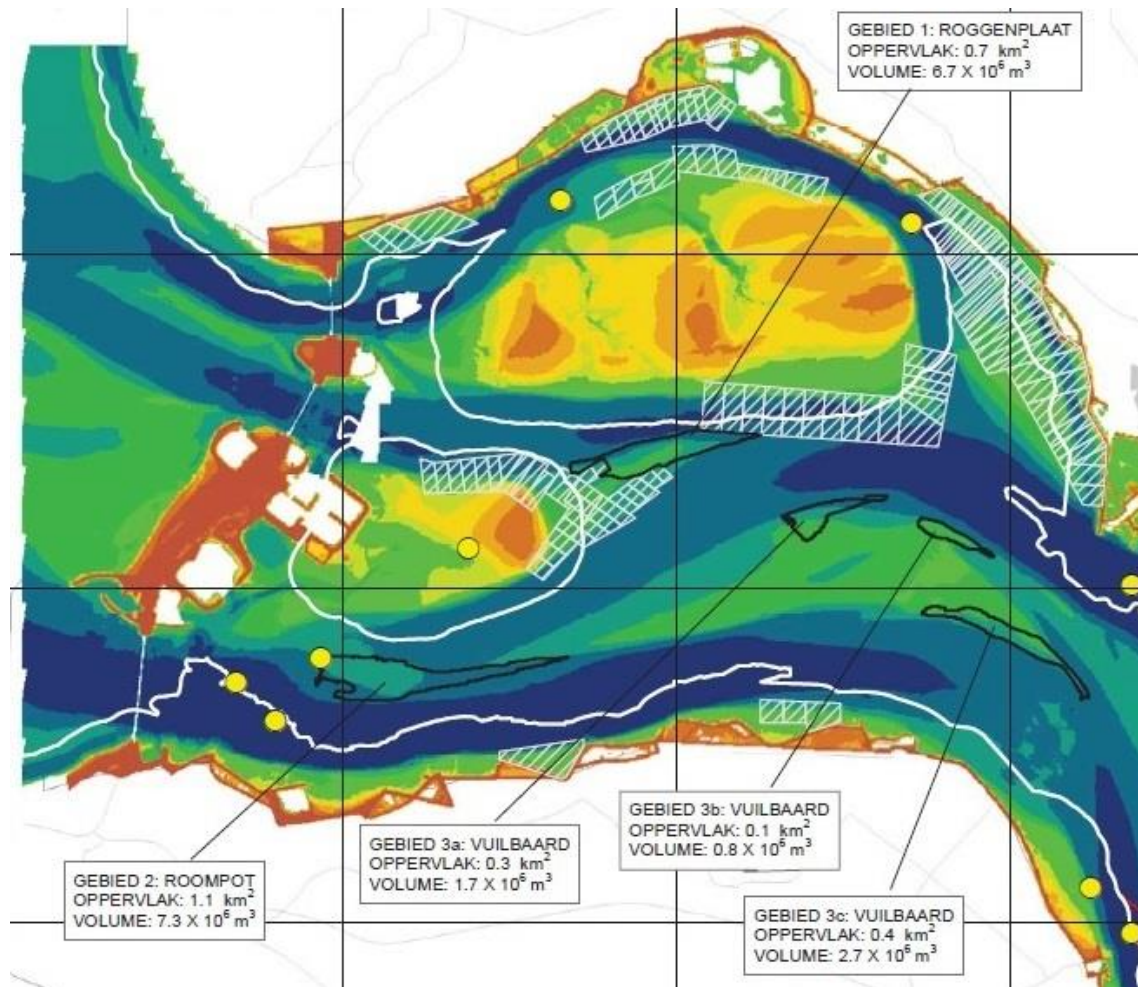 GEBIED 1: ROGGENPLAAT
OPPERVLAK: 0.7 km²
VOLUME: 6.7 X 10⁶ m³
GEBIED 3b: VUILBAARD
OPPERVLAK: 0.1 km²
VOLUME: 0.8 X 10⁶ m³
GEBIED 3a: VUILBAARD
OPPERVLAK: 0.3 km²
VOLUME: 1.7 X 10⁶ m³
GEBIED 2: ROOMPOT
OPPERVLAK: 1.1 km²
VOLUME: 7.3 X 10⁶ m³
GEBIED 3c: VUILBAARD
OPPERVLAK: 0.4 km²
VOLUME: 2.7 X 10⁶ m³